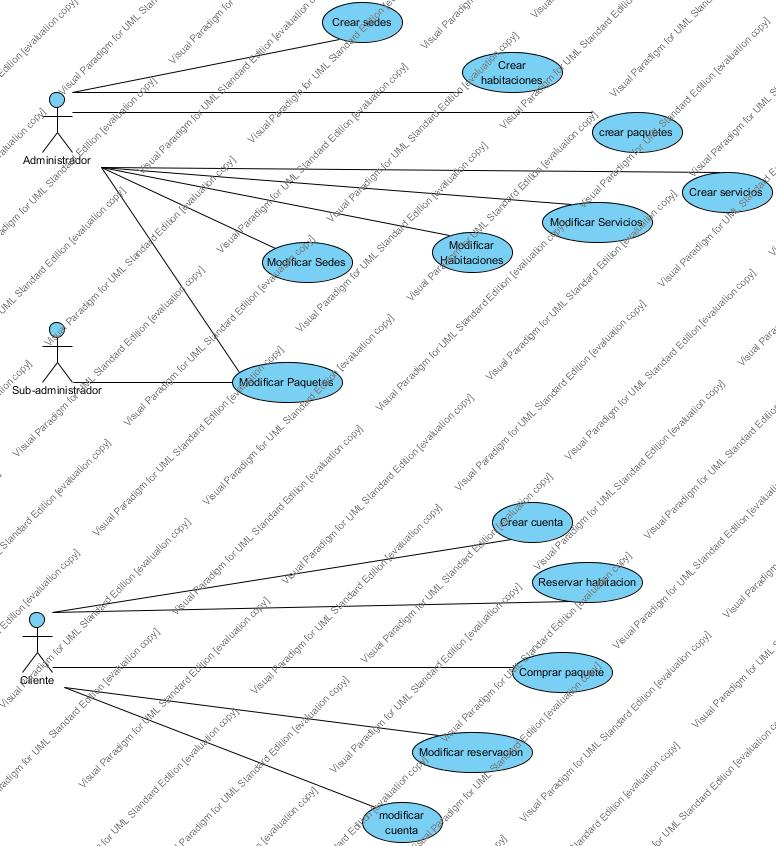 Crear sedes
Crear
habitaciones
crear paquetes
Administrador
Crear servicios
Modificar Servicios
Modificar
Habitaciones
Modificar Sedes
Modificar Paquetes
Sub-administrador
Crear cuenta
Reservar habitacion
Comprar paquete
Cliente
Modificar reservacion
modificar
cuenta
Visual Paradigm for UML Standard Edition [evaluation copy]